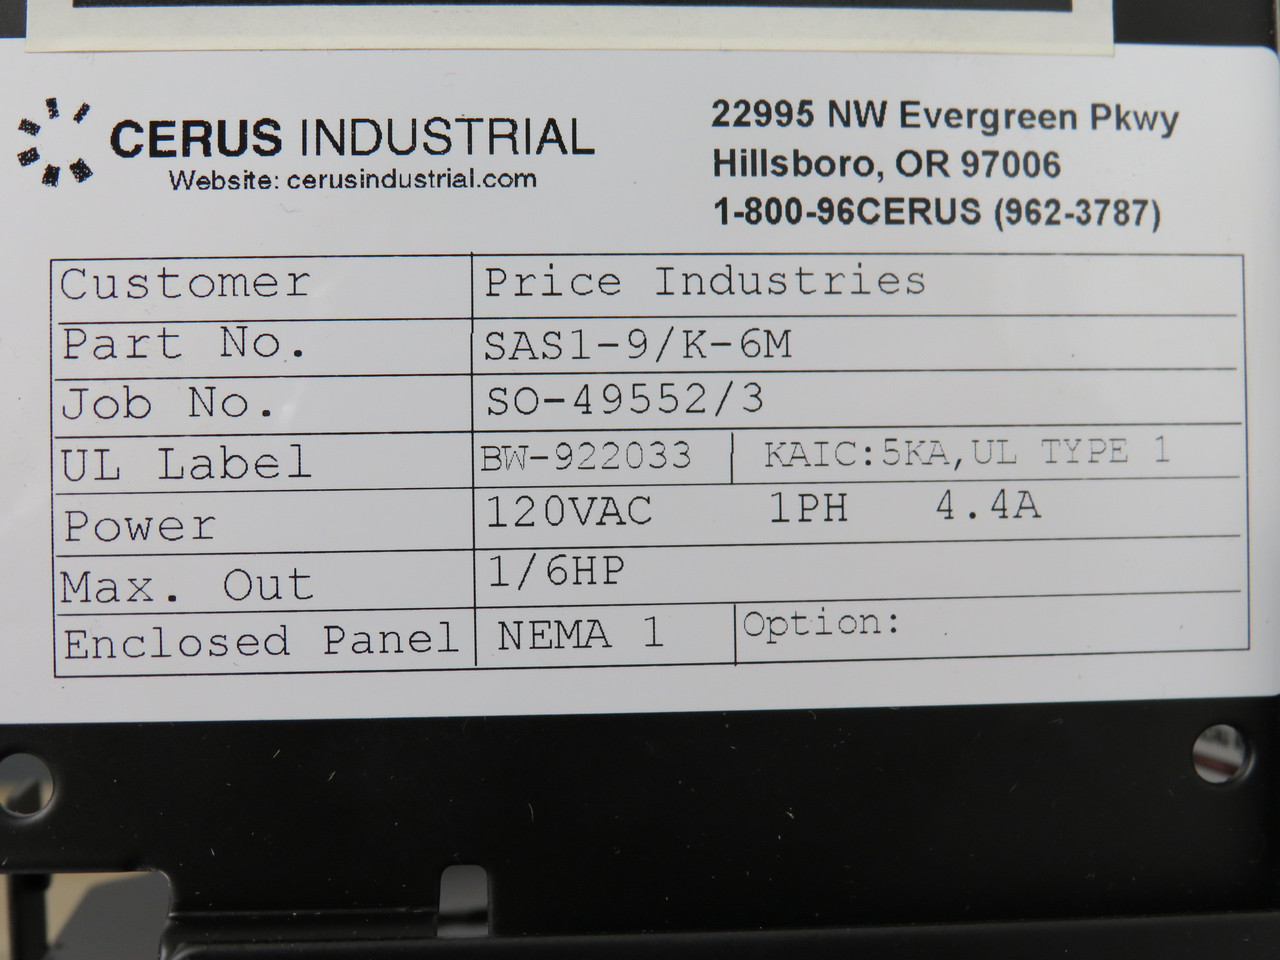 CERUS INDUSTRIAL
Website: cerusindustrial.com
22995 NW Evergreen Pkwy
Hillsboro, OR 97006
1-800-96CERUS (962-3787)
Customer Price Industries
Part No. SAS1-9/K-6M
Job No. SO-49552/3
UL Label BW-922033 KAIC:5KA,UL TYPE 1
Power 120VAC 1PH 4.4A
Max. Out 1/6HP
Enclosed Panel NEMA 1 Option: